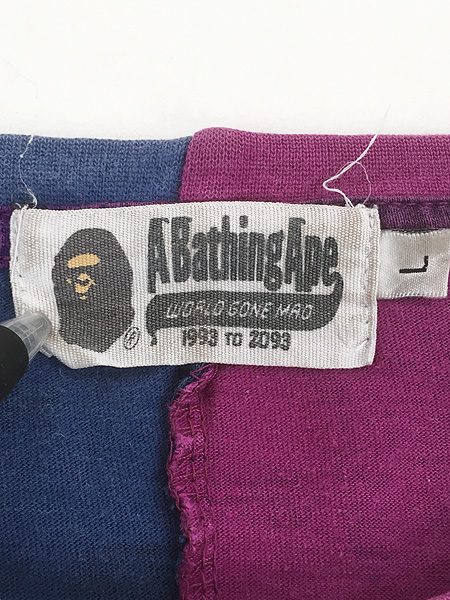 A Bathing Ape
WORLD GONE MAD
®
1993 TO 2093
L